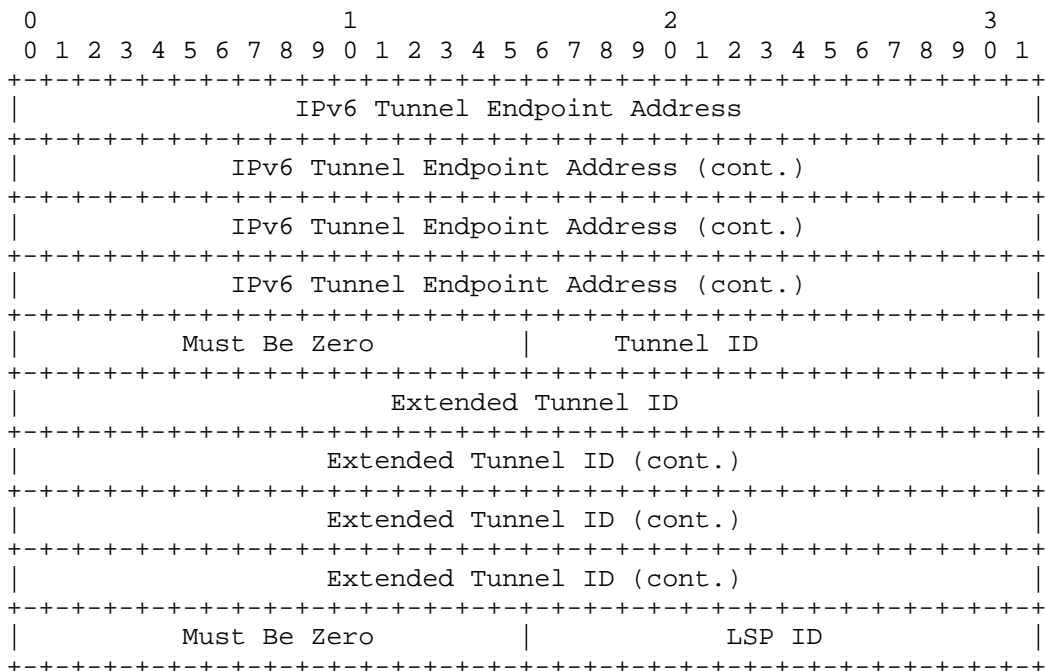 0                   1                   2                   3
 0 1 2 3 4 5 6 7 8 9 0 1 2 3 4 5 6 7 8 9 0 1 2 3 4 5 6 7 8 9 0 1
+-+-+-+-+-+-+-+-+-+-+-+-+-+-+-+-+-+-+-+-+-+-+-+-+-+-+-+-+-+-+-+-+
|                 IPv6 Tunnel Endpoint Address                  |
+-+-+-+-+-+-+-+-+-+-+-+-+-+-+-+-+-+-+-+-+-+-+-+-+-+-+-+-+-+-+-+-+
|             IPv6 Tunnel Endpoint Address (cont.)              |
+-+-+-+-+-+-+-+-+-+-+-+-+-+-+-+-+-+-+-+-+-+-+-+-+-+-+-+-+-+-+-+-+
|             IPv6 Tunnel Endpoint Address (cont.)              |
+-+-+-+-+-+-+-+-+-+-+-+-+-+-+-+-+-+-+-+-+-+-+-+-+-+-+-+-+-+-+-+-+
|             IPv6 Tunnel Endpoint Address (cont.)              |
+-+-+-+-+-+-+-+-+-+-+-+-+-+-+-+-+-+-+-+-+-+-+-+-+-+-+-+-+-+-+-+-+
|          Must Be Zero         |     Tunnel ID                 |
+-+-+-+-+-+-+-+-+-+-+-+-+-+-+-+-+-+-+-+-+-+-+-+-+-+-+-+-+-+-+-+-+
|                       Extended Tunnel ID                      |
+-+-+-+-+-+-+-+-+-+-+-+-+-+-+-+-+-+-+-+-+-+-+-+-+-+-+-+-+-+-+-+-+
|                   Extended Tunnel ID (cont.)                  |
+-+-+-+-+-+-+-+-+-+-+-+-+-+-+-+-+-+-+-+-+-+-+-+-+-+-+-+-+-+-+-+-+
|                   Extended Tunnel ID (cont.)                  |
+-+-+-+-+-+-+-+-+-+-+-+-+-+-+-+-+-+-+-+-+-+-+-+-+-+-+-+-+-+-+-+-+
|                   Extended Tunnel ID (cont.)                  |
+-+-+-+-+-+-+-+-+-+-+-+-+-+-+-+-+-+-+-+-+-+-+-+-+-+-+-+-+-+-+-+-+
|          Must Be Zero         |            LSP ID             |
+-+-+-+-+-+-+-+-+-+-+-+-+-+-+-+-+-+-+-+-+-+-+-+-+-+-+-+-+-+-+-+-+